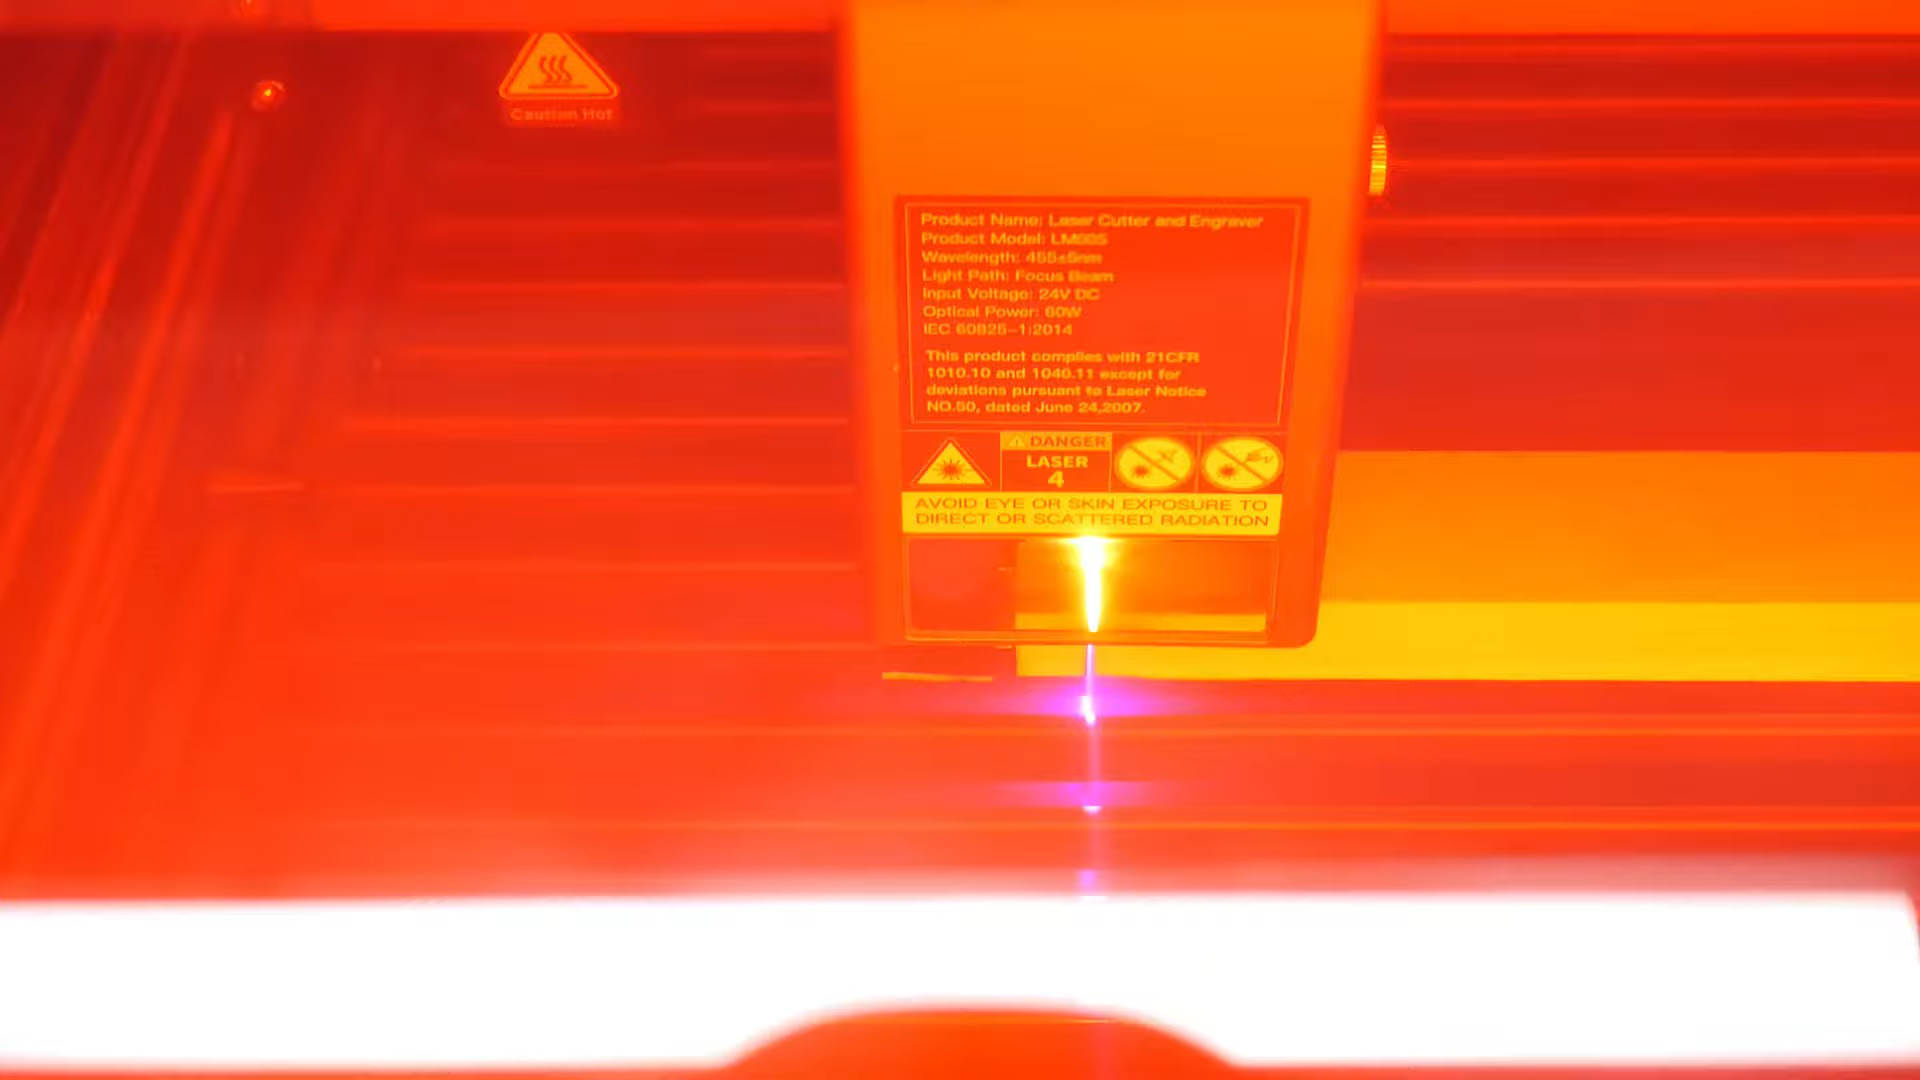 Caution Hot
Product Name: Laser Cutter and Engraver
Product Model:
Wavelength: 455±5nm
Light Path: Focus Beam
Input Voltage: 24V DC
Optical Power: 60W
IEC 60825-1:2014
This product complies with 21CFR
1010.10 and 1040.11 except for
deviations pursuant to Laser Notice
NO.50, dated June 24,2007.
DANGER
LASER
4
AVOID EYE OR SKIN EXPOSURE TO
DIRECT OR SCATTERED RADIATION